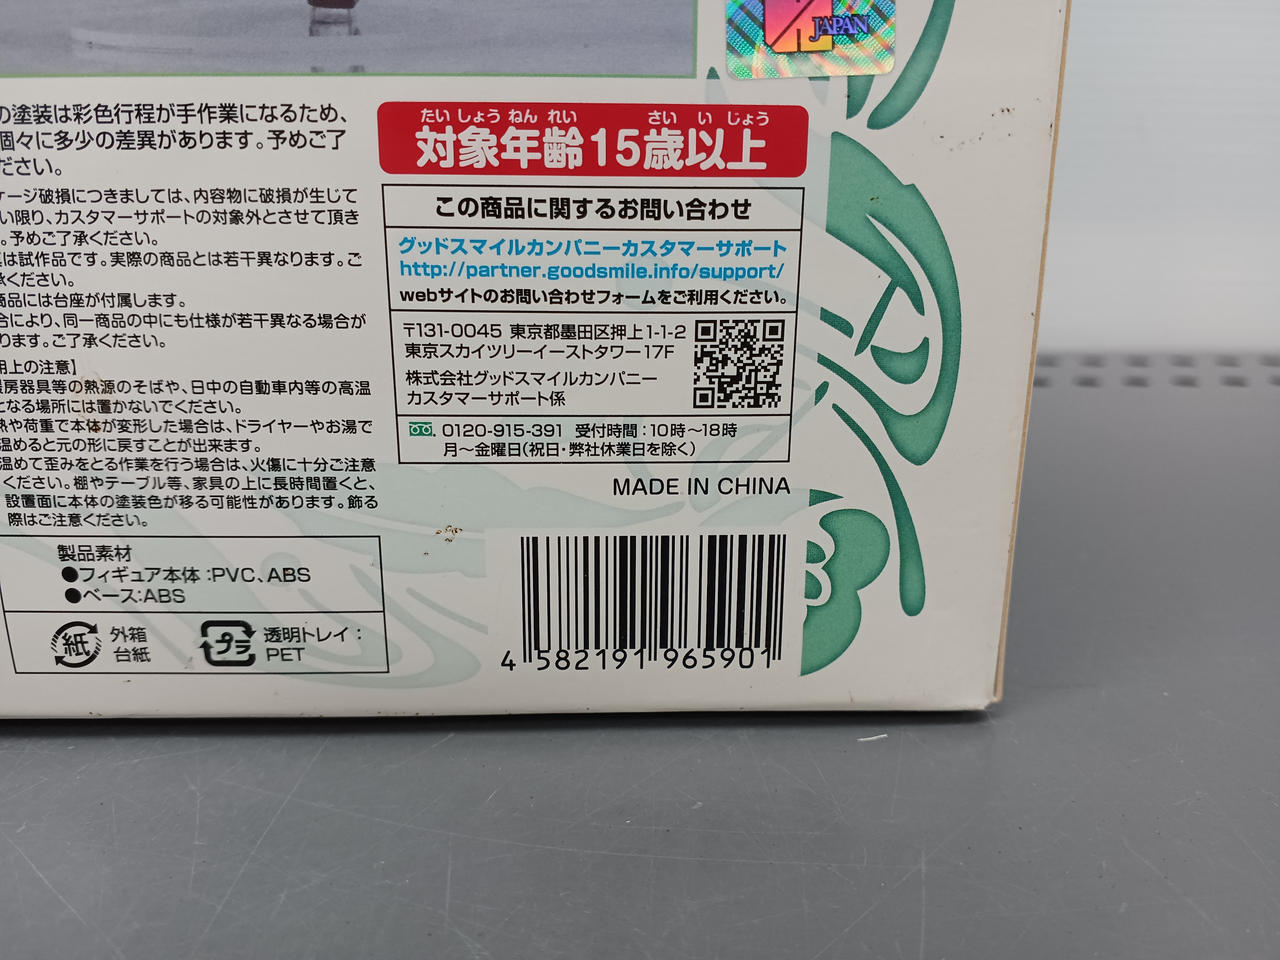 JAPAN
の塗装は彩色行程が手作業になるため、
個々に多少の差異があります。予めご了
ださい。
ケージ破損につきましては、内容物に破損が生じて
い限り、カスタマーサポートの対象外とさせて頂き
。予めご了承ください。
は試作品です。実際の商品とは若干異なります。ご
承ください。
商品には台座が付属します。
合により、同一商品の中にも仕様が若干異なる場合が
ります。ご了承ください。
用上の注意】
暖房器具等の熱源のそばや、日中の自動車内等の高温
となる場所には置かないでください。
熱や荷重で本体が変形した場合は、ドライヤーやお湯で
温めると元の形に戻すことが出来ます。
温めて歪みをとる作業を行う場合は、火傷に十分ご注意
ください。棚やテーブル等、家具の上に長時間置くと、
設置面に本体の塗装色が移る可能性があります。飾る
際はご注意ください。
製品素材
●フィギュア本体:PVC、ABS
●ベース:ABS
紙
外箱
台紙
プラ
透明トレイ:
PET
たいしょうねんれい さいいじょう
対象年齢15歳以上
この商品に関するお問い合わせ
グッドスマイルカンパニーカスタマーサポート
http://partner.goodsmile.info/support/
webサイトのお問い合わせフォームをご利用ください。
〒131-0045 東京都墨田区押上1-1-2
東京スカイツリーイーストタワー17F
株式会社グッドスマイルカンパニー
カスタマーサポート係
0120-915-391 受付時間:10時〜18時
月〜金曜日(祝日・弊社休業日を除く)
MADE IN CHINA
4 582191 965901